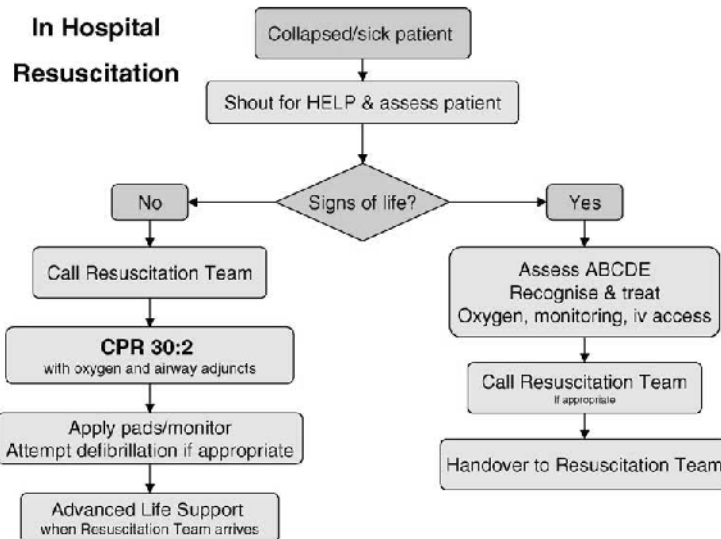 In Hospital
Resuscitation
Collapsed/sick patient
Shout for HELP & assess patient
Signs of life?
No
Yes
Call Resuscitation Team
CPR 30:2
with oxygen and airway adjuncts
Apply pads/monitor
Attempt defibrillation if appropriate
Advanced Life Support
when Resuscitation Team arrives
Assess ABCDE
Recognise & treat
Oxygen, monitoring, iv access
Call Resuscitation Team
If appropriate
Handover to Resuscitation Team